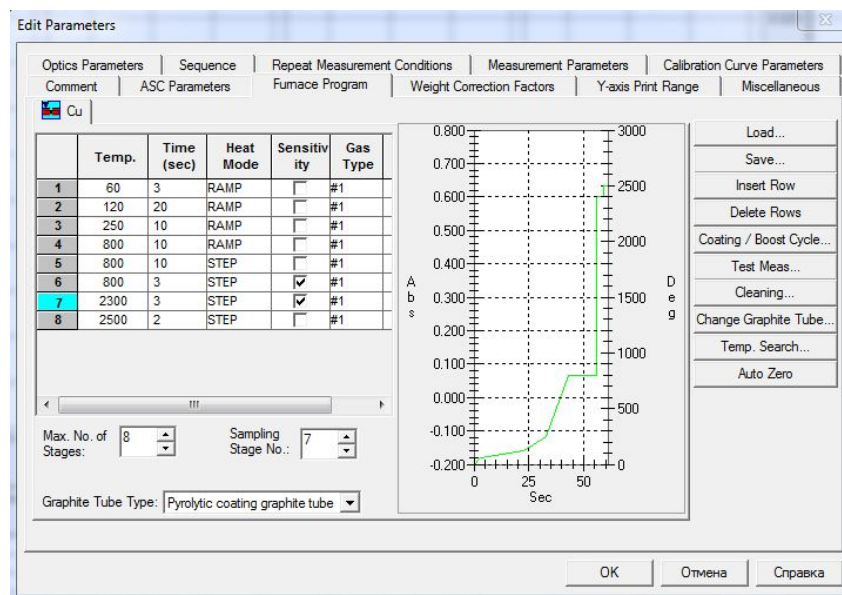 Edit Parameters
Optics Parameters Sequence Repeat Measurement Conditions Measurement Parameters Calibration Curve Parameters
Comment ASC Parameters Furnace Program Weight Correction Factors Y-axis Print Range Miscellaneous
Cu
Temp. Time (sec) Heat Mode Sensitivity Gas Type
1 60 3 RAMP #1
2 120 20 RAMP #1
3 250 10 RAMP #1
4 800 10 RAMP #1
5 800 10 STEP #1
6 800 3 STEP #1
7 2300 3 STEP #1
8 2500 2 STEP #1
Max. No. of Stages: 8
Sampling Stage No.: 7
Graphite Tube Type: Pyrolytic coating graphite tube
0.800
0.700
0.600
0.500
0.400
0.300
0.200
0.100
0.000
-0.100
-0.200
Abs
3000
2500
2000
1500
1000
500
0
Deg
0 25 50
Sec
Load...
Save...
Insert Row
Delete Rows
Coating / Boost Cycle...
Test Meas...
Cleaning...
Change Graphite Tube...
Temp. Search...
Auto Zero
OK Отмена Справка